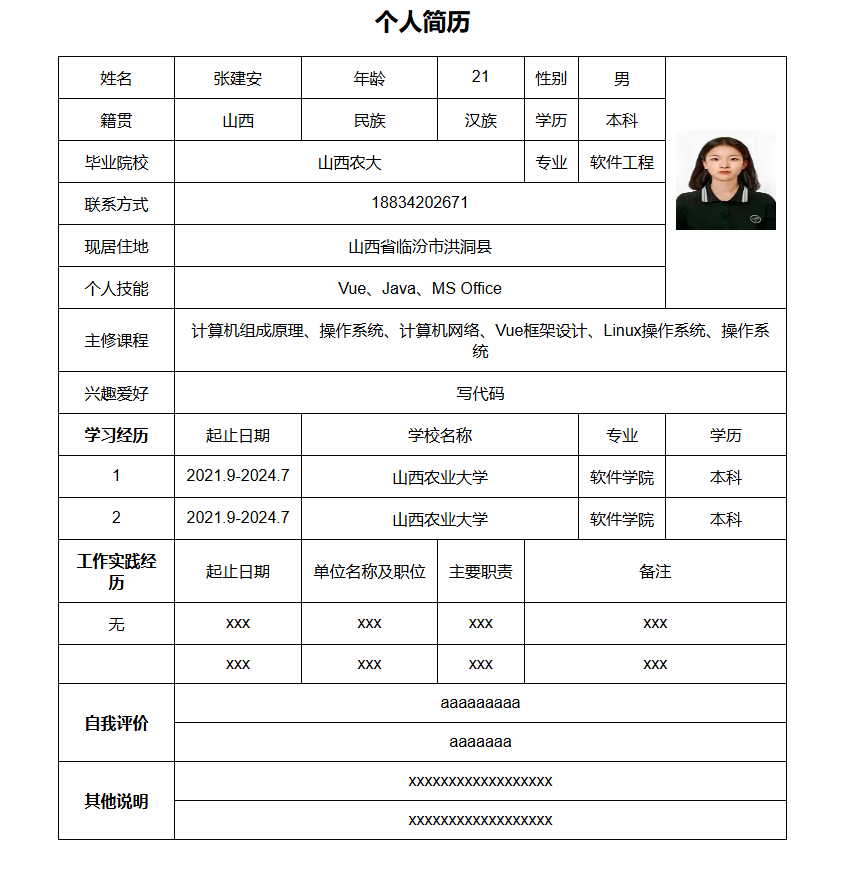 个人简历
姓名 张建安 年龄 21 性别 男
籍贯 山西 民族 汉族 学历 本科
毕业院校 山西农大 专业 软件工程
联系方式 18834202671
现居住地 山西省临汾市洪洞县
个人技能 Vue、Java、MS Office
主修课程 计算机组成原理、操作系统、计算机网络、Vue框架设计、Linux操作系统、操作系
统
兴趣爱好 写代码
学习经历 起止日期 学校名称 专业 学历
1 2021.9-2024.7 山西农业大学 软件学院 本科
2 2021.9-2024.7 山西农业大学 软件学院 本科
工作实践经
历 起止日期 单位名称及职位 主要职责 备注
无 xxx xxx xxx xxx
xxx xxx xxx xxx
自我评价 aaaaaaaaa
aaaaaaa
其他说明 xxxxxxxxxxxxxxxxxx
xxxxxxxxxxxxxxxxxx